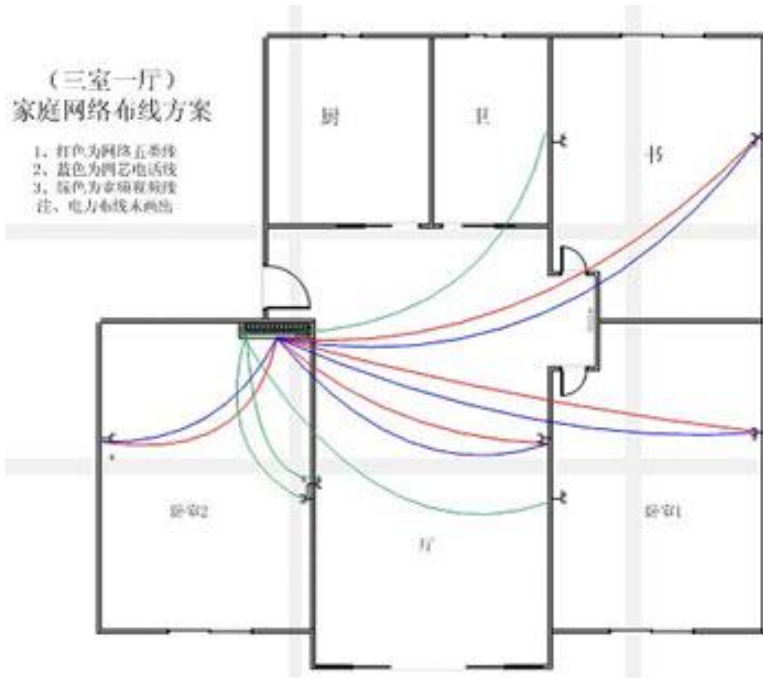 （三室一厅）
家庭网络布线方案
1、红色为网络五类线
2、蓝色为四芯电话线
3、绿色为音频视频线
注、电力布线未画出
厨
卫
书
卧室2
厅
卧室1